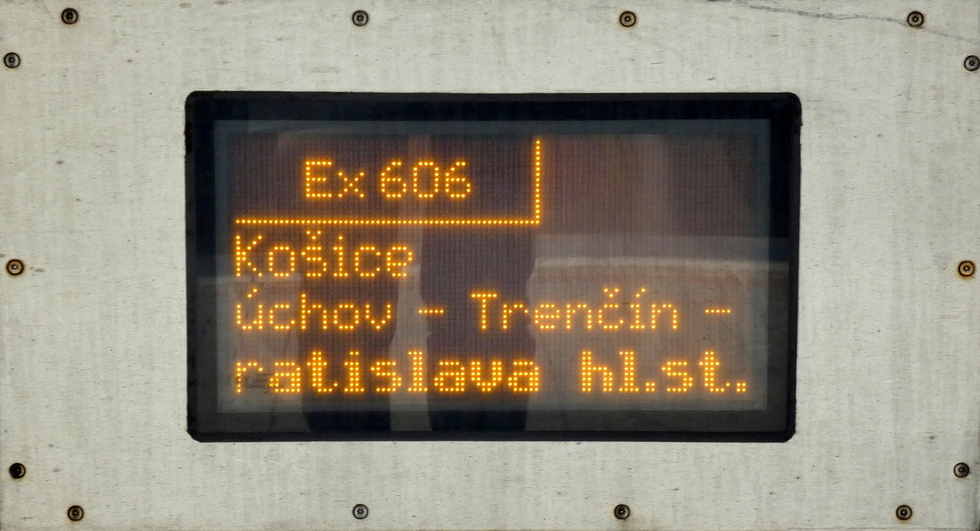 Ex 606
Košice
úchov - Trenčín -
ratislava hl.st.